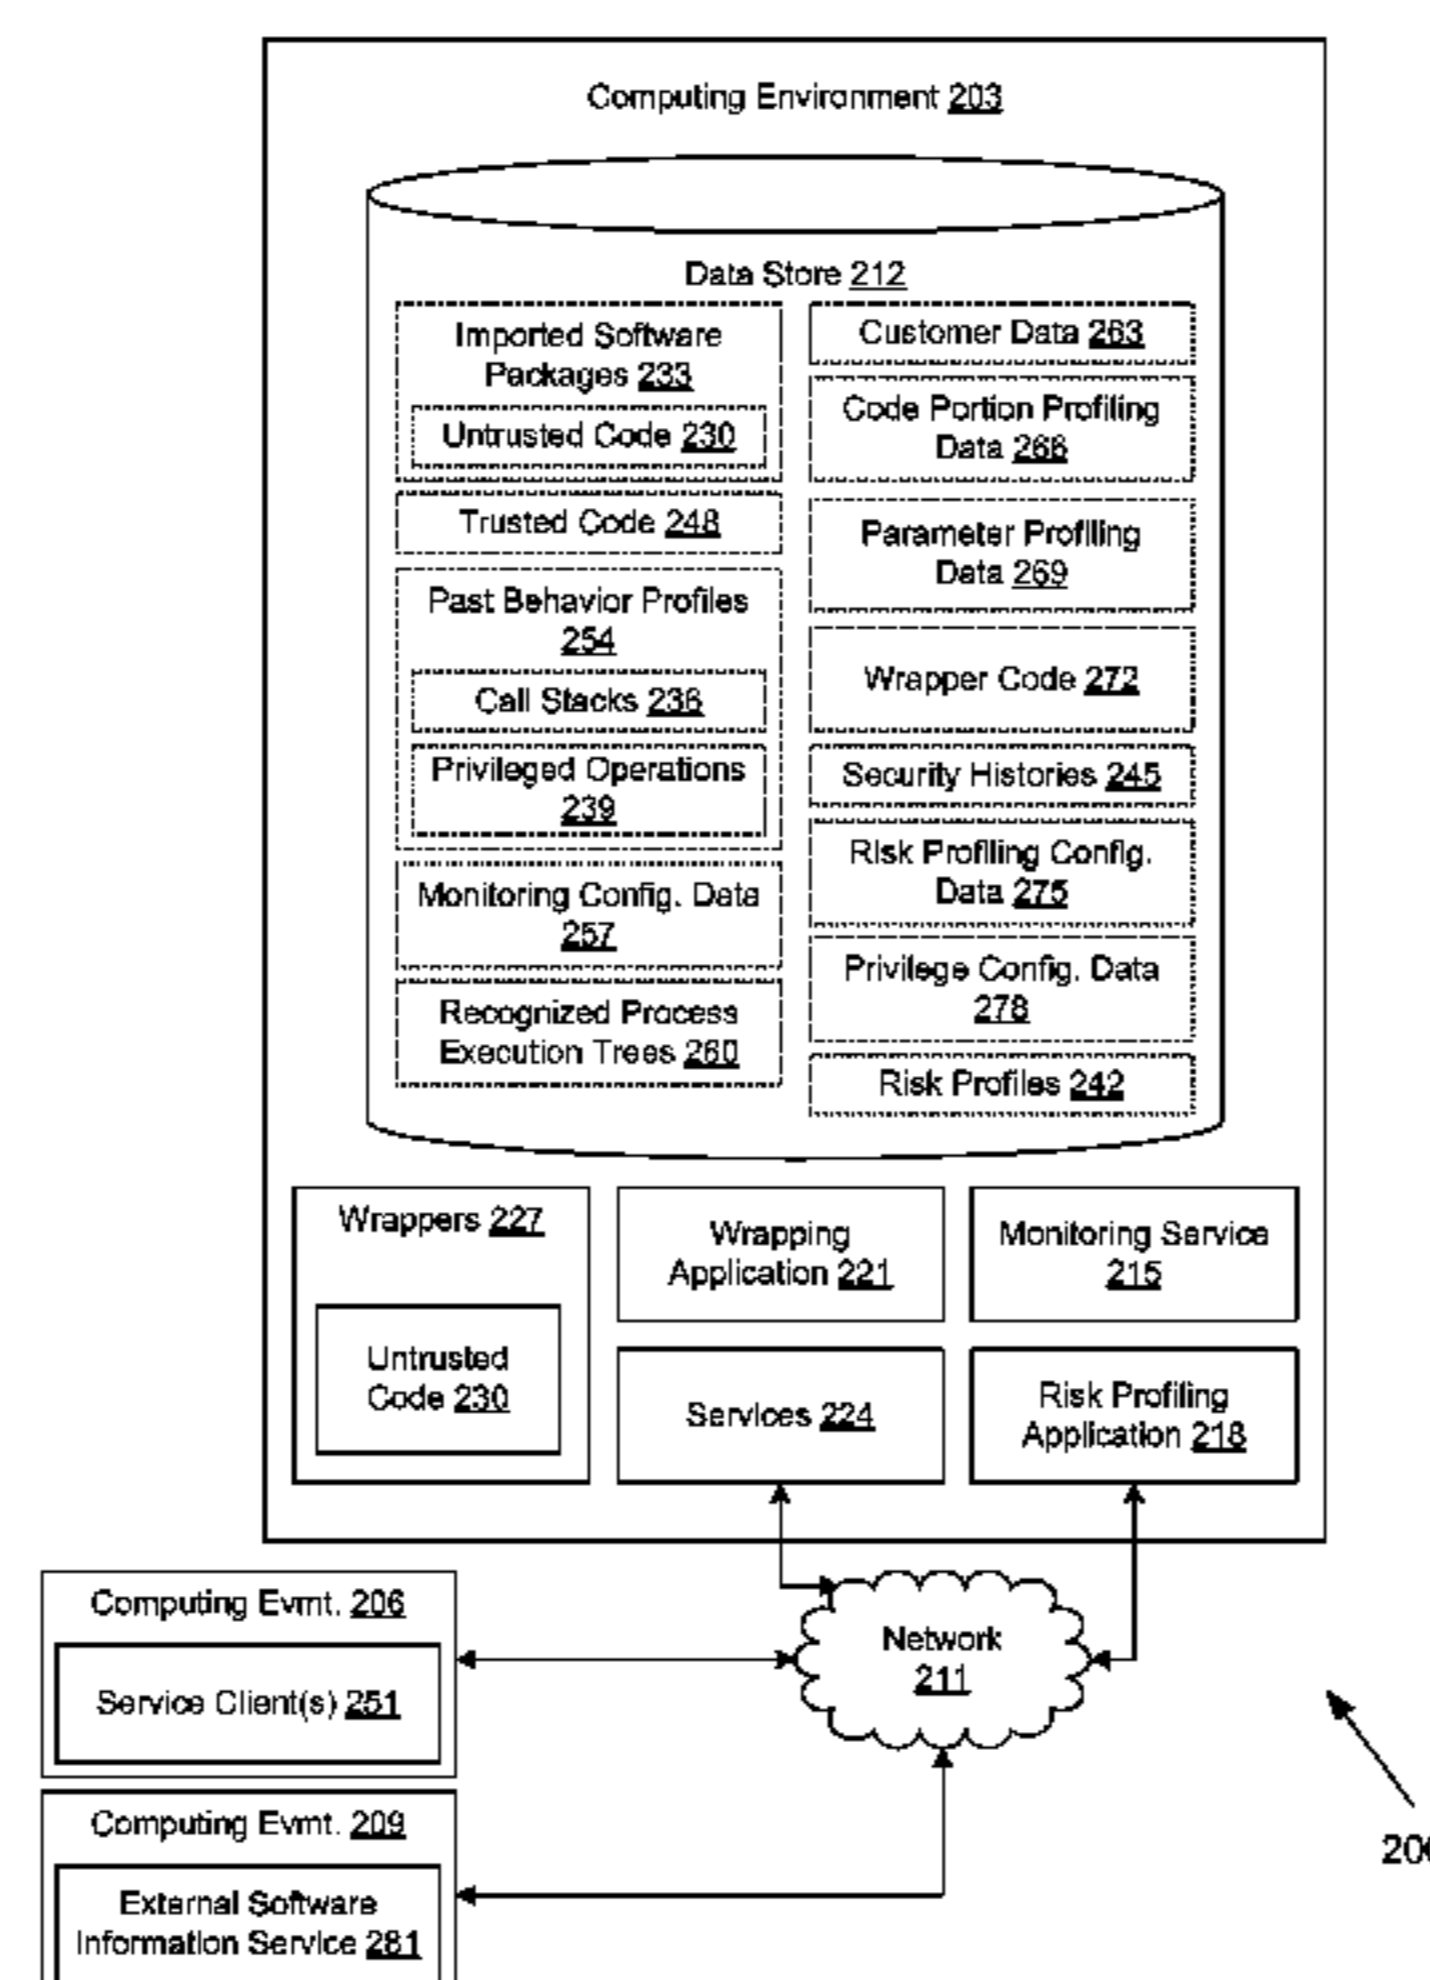 Computing Environment 203
Data Store 212
Imported Software
Packages 233
Untrusted Code 230
Trusted Code 248
Past Behavior Profiles
254
Call Stacks 236
Privileged Operations
239
Monitoring Config. Data
257
Recognized Process
Execution Trees 260
Customer Data 263
Code Portion Profiling
Data 266
Parameter Profiling
Data 269
Wrapper Code 272
Security Histories 245
Risk Profiling Config.
Data 275
Privilege Config. Data
278
Risk Profiles 242
Wrappers 227
Untrusted
Code 230
Wrapping
Application 221
Monitoring Service
215
Services 224
Risk Profiling
Application 218
Computing Evmt. 206
Service Client(s) 251
Network
211
Computing Evmt. 209
External Software
Information Service 281